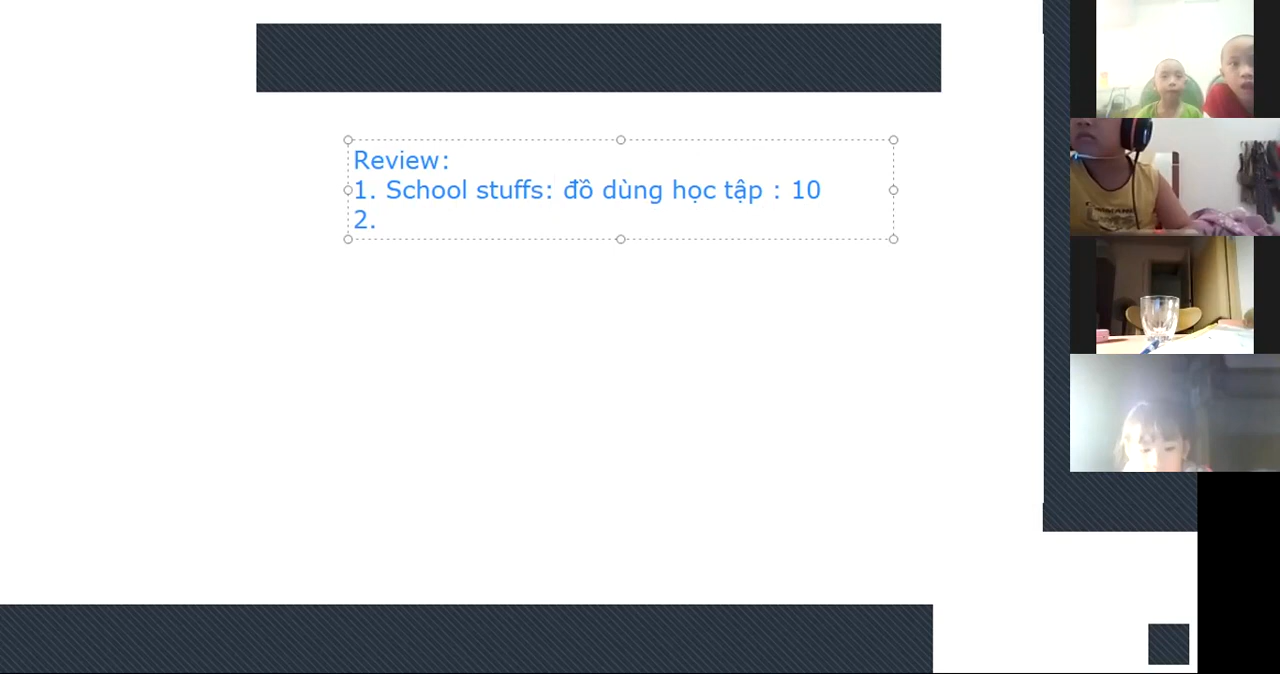 Review:
1. School stuffs: đồ dùng học tập : 10
2.